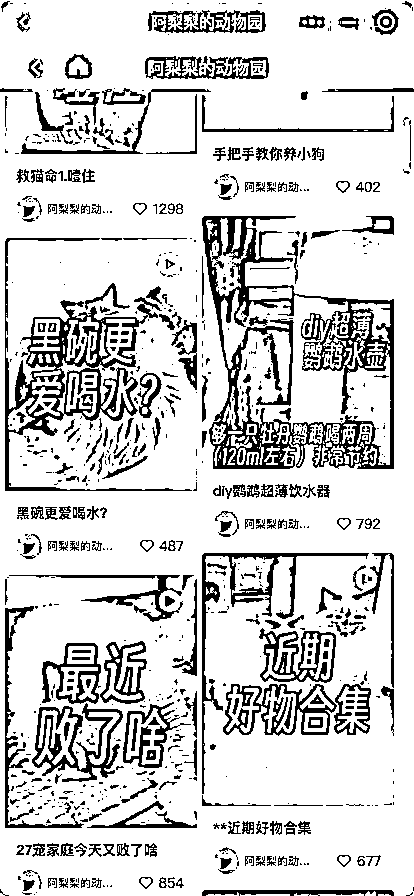 阿梨梨的动物园
阿梨梨的动物园
救猫命1.噎住
阿梨梨的动...
1298
手把手教你养小狗
阿梨梨的动...
402
黑碗更
爱喝水?
黑碗更爱喝水?
阿梨梨的动...
487
diy超薄
鹦鹉水壶
够一只牡丹鹦鹉喝两周
(120ml左右)非常节约
diy鹦鹉超薄饮水器
阿梨梨的动...
792
最近
败了啥
27宠家庭今天又败了啥
阿梨梨的动...
854
近期
好物合集
**近期好物合集
阿梨梨的动...
677